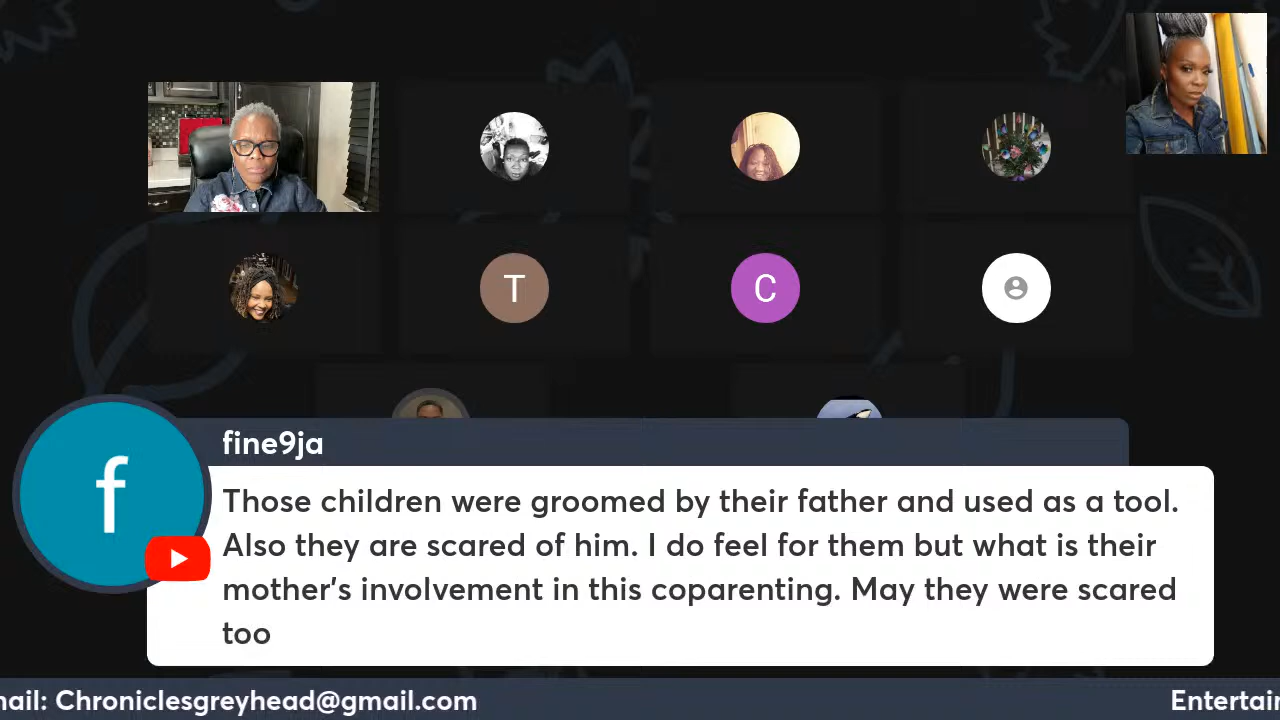 T
C
f
fine9ja
Those children were groomed by their father and used as a tool.
Also they are scared of him. I do feel for them but what is their
mother's involvement in this coparenting. May they were scared
too
Chroniclesgreyhead@gmail.com